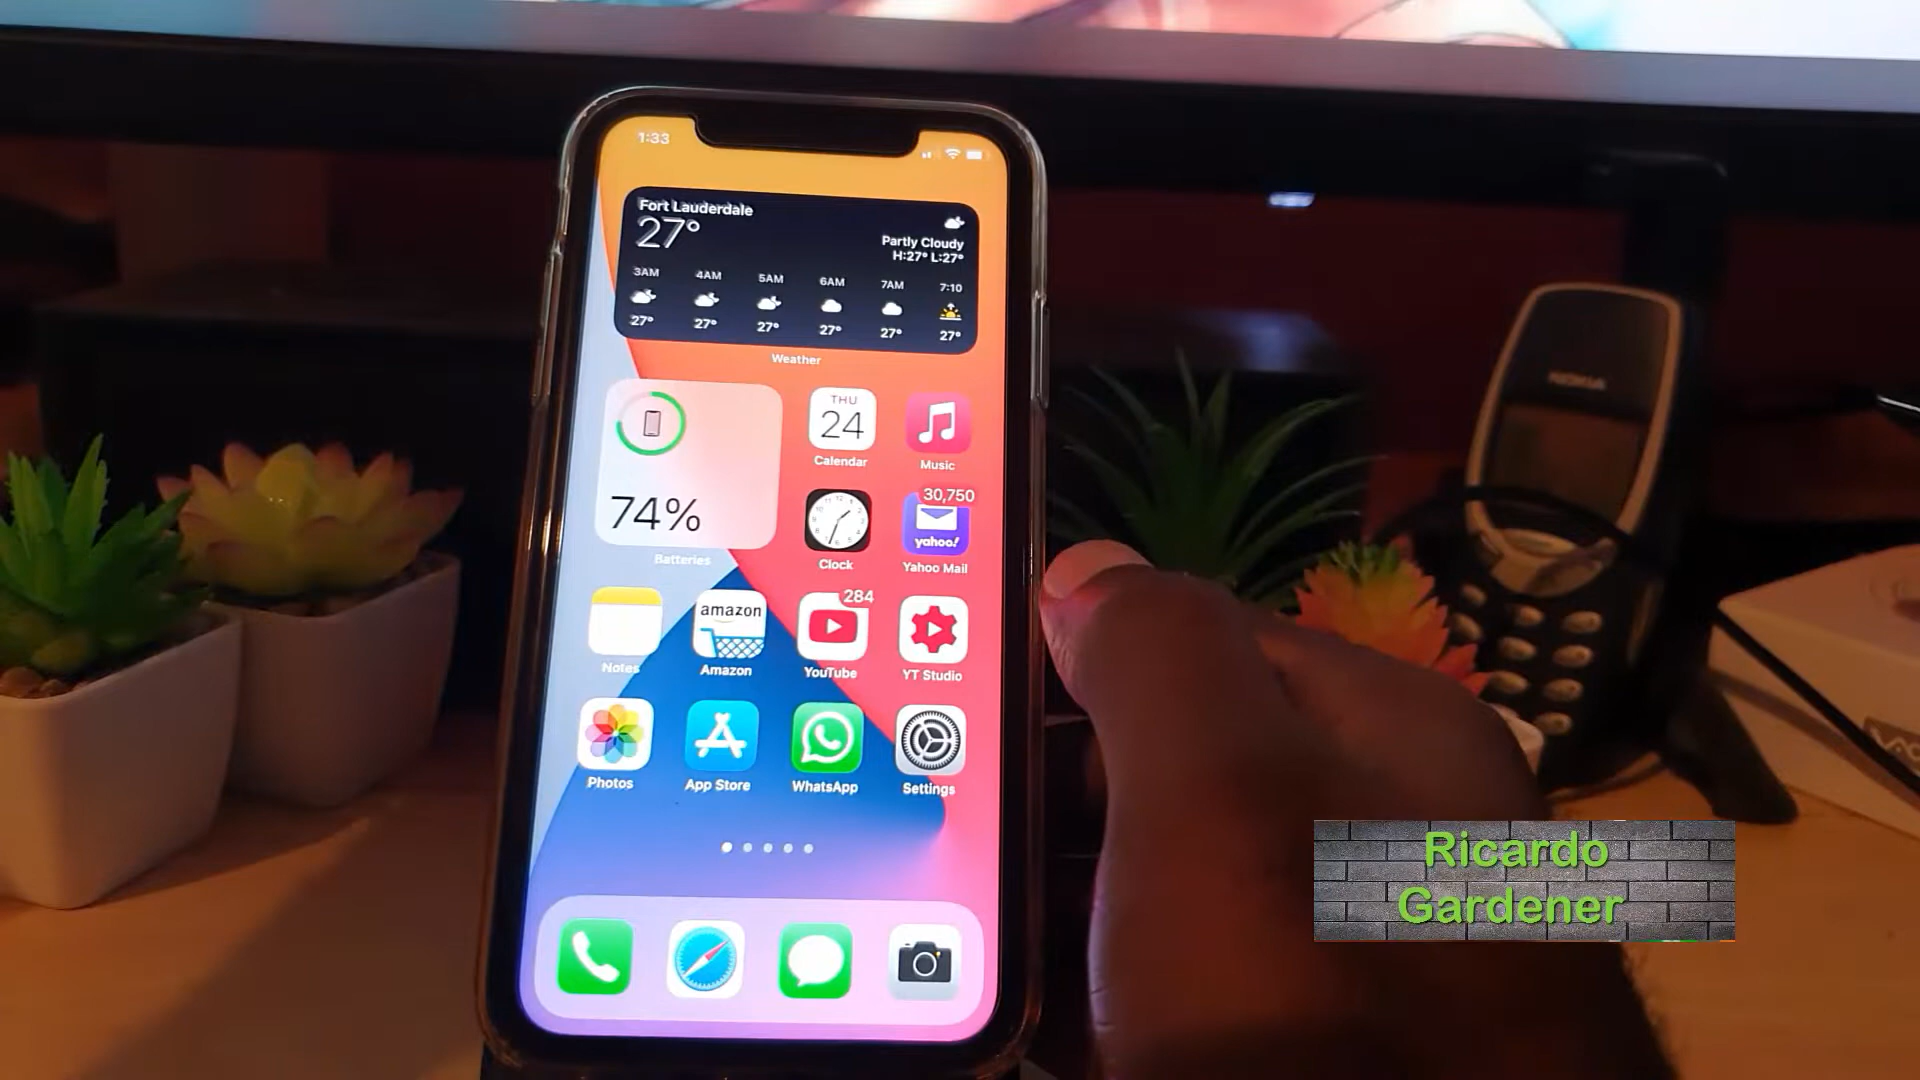 1:33
Fort Lauderdale
27°
Partly Cloudy
H:27° L:27°
3AM 4AM 5AM 6AM 7AM 7:10
27° 27° 27° 27° 27° 27°
Weather
74%
Batteries
THU
24
Calendar
Music
Clock
30,750
yahoo!
Yahoo Mail
Notes
amazon
Amazon
284
YouTube
YT Studio
Photos
App Store
WhatsApp
Settings
NOKIA
Ricardo
Gardener